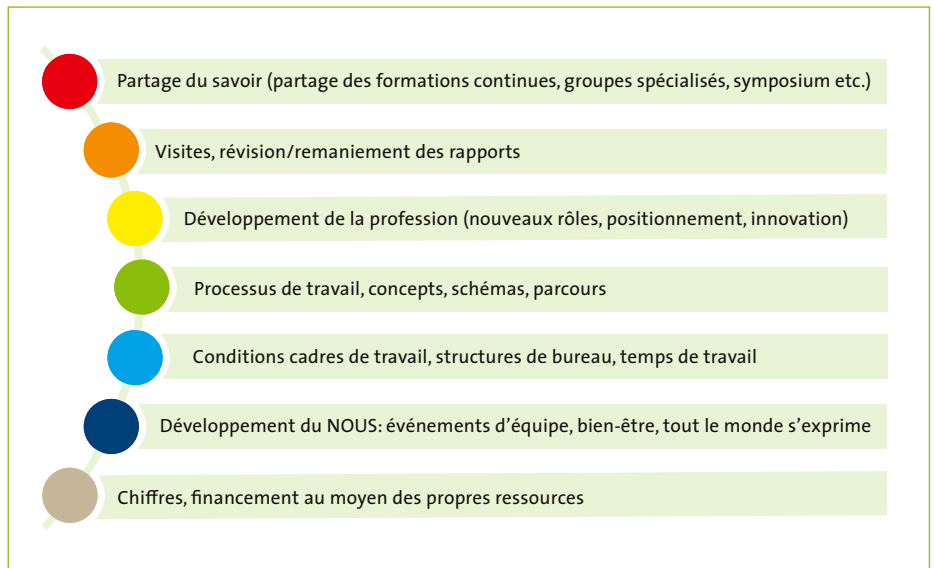 Partage du savoir (partage des formations continues, groupes spécialisés, symposium etc.)
Visites, révision/remaniement des rapports
Développement de la profession (nouveaux rôles, positionnement, innovation)
Processus de travail, concepts, schémas, parcours
Conditions cadres de travail, structures de bureau, temps de travail
Développement du NOUS: événements d’équipe, bien-être, tout le monde s’exprime
Chiffres, financement au moyen des propres ressources